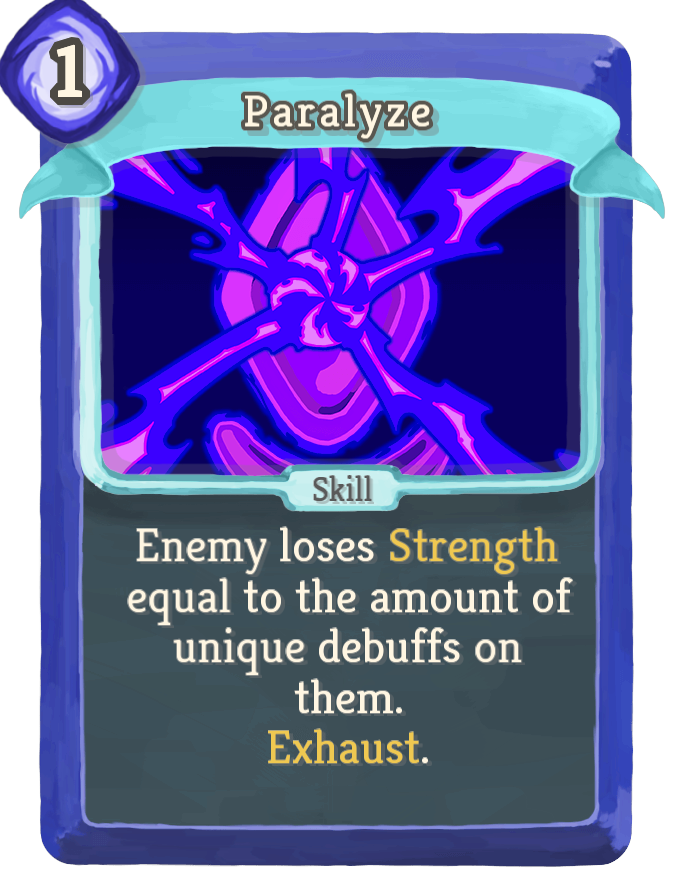 1
Paralyze
Skill
Enemy loses Strength
equal to the amount of
unique debuffs on
them.
Exhaust.